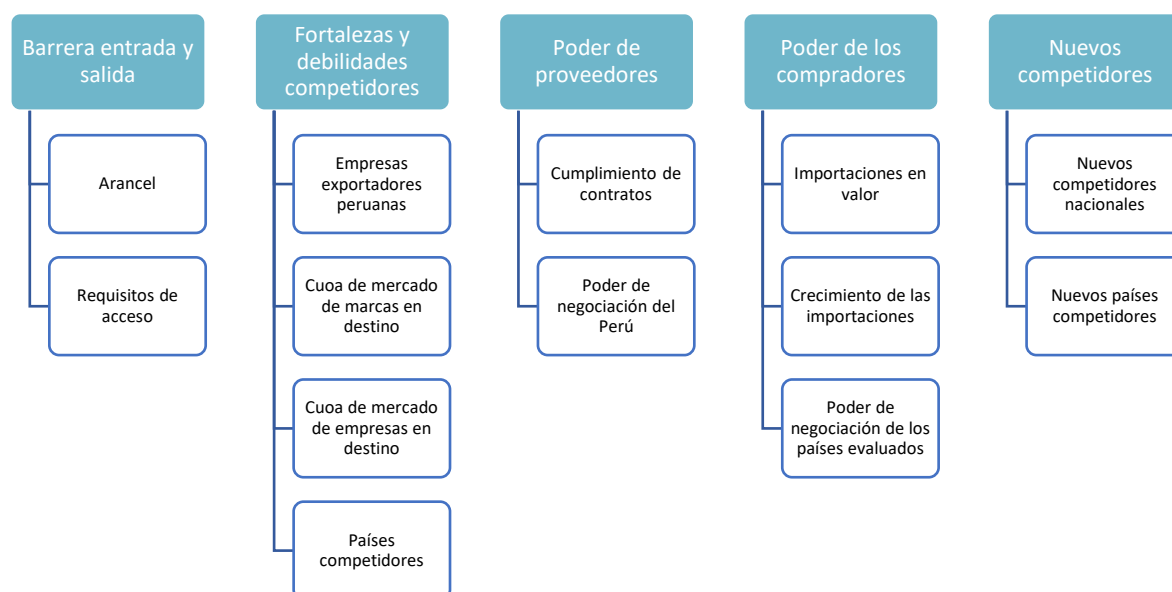 Barrera entrada y
salida
Arancel
Requisitos de
acceso
Fortalezas y
debilidades
competidores
Empresas
exportadores
peruanas
Cuoa de mercado
de marcas en
destino
Cuoa de mercado
de empresas en
destino
Países
competidores
Poder de
proveedores
Cumplimiento de
contratos
Poder de
negociación del
Perú
Poder de los
compradores
Importaciones en
valor
Crecimiento de las
importaciones
Poder de
negociación de los
países evaluados
Nuevos
competidores
Nuevos
competidores
nacionales
Nuevos países
competidores